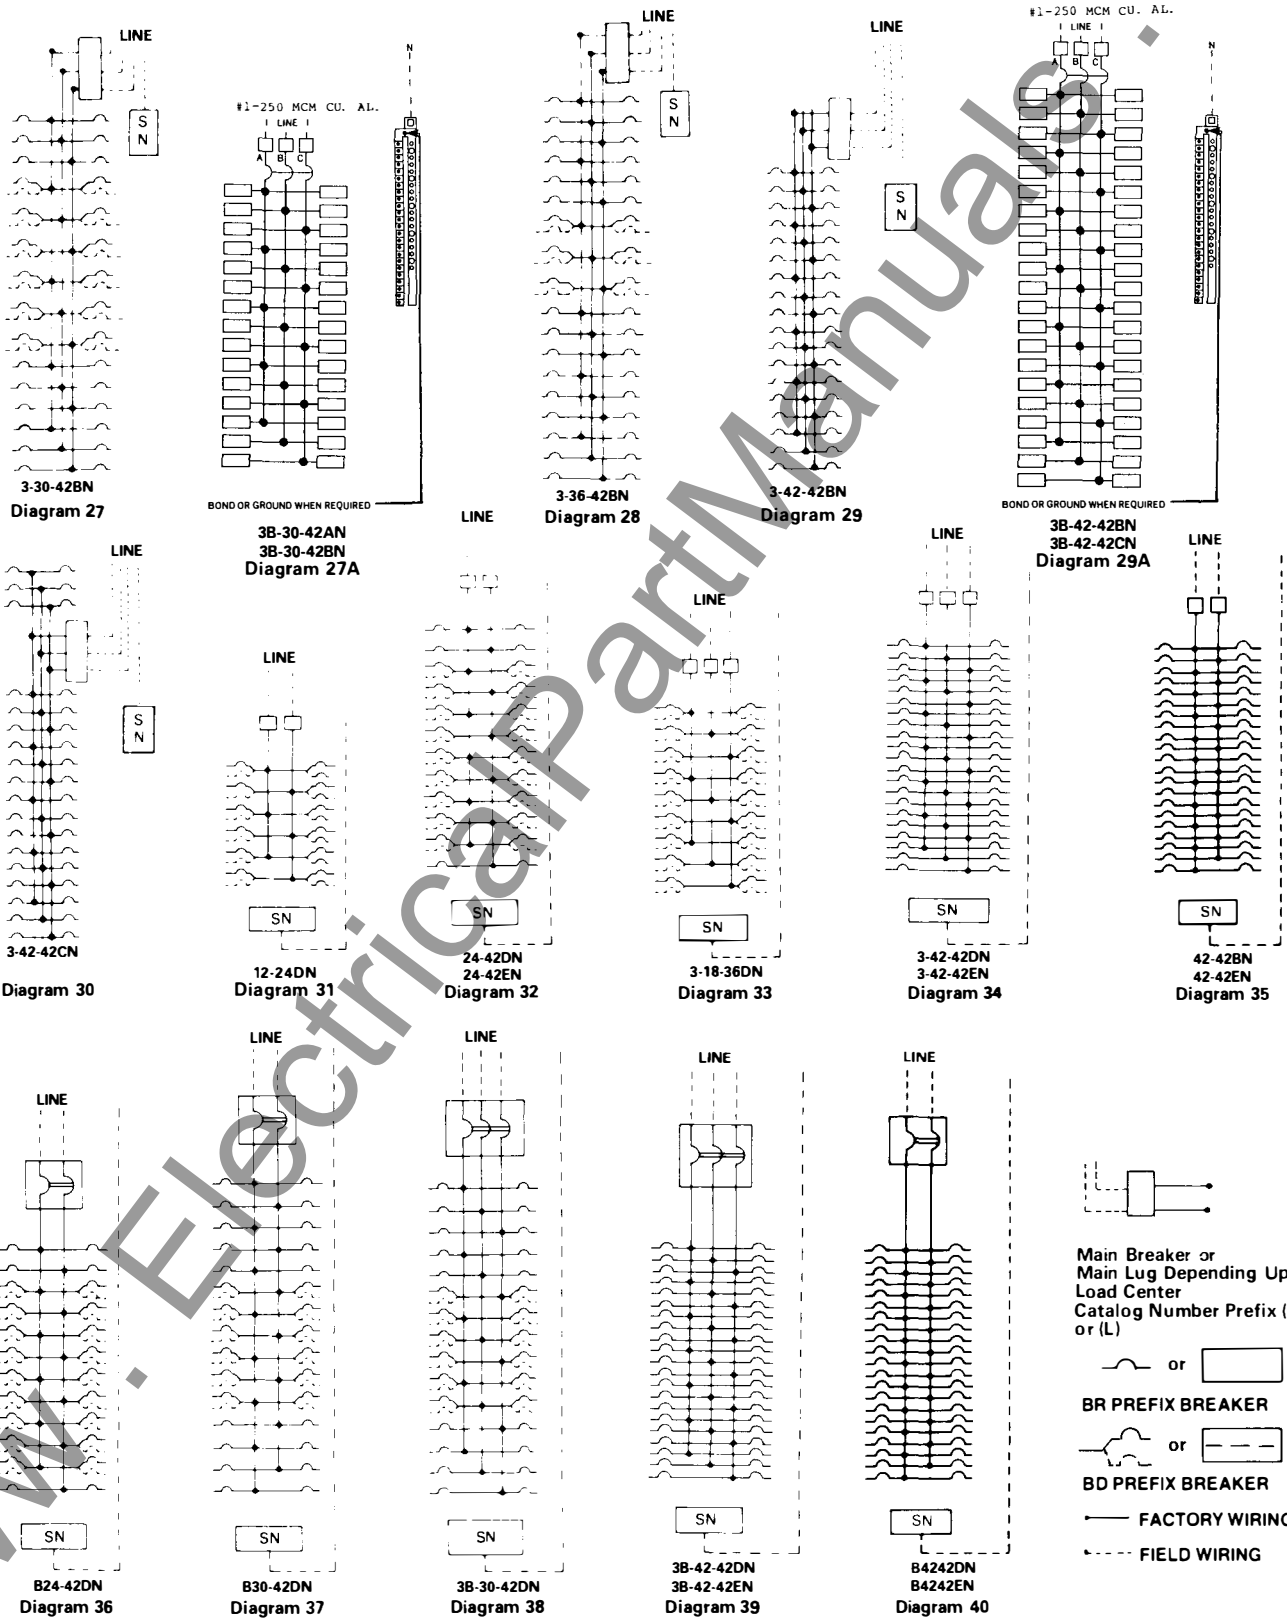 LINE
S
N
3-30-42BN
Diagram 27
#1-250 MCM CU. AL.
LINE
A B C
N
BOND OR GROUND WHEN REQUIRED
3B-30-42AN
3B-30-42BN
Diagram 27A
LINE
S
N
3-36-42BN
Diagram 28
LINE
S
N
3-42-42BN
Diagram 29
#1-250 MCM CU. AL.
LINE
A B C
N
BOND OR GROUND WHEN REQUIRED
3B-42-42BN
3B-42-42CN
Diagram 29A
LINE
S
N
3-42-42CN
Diagram 30
LINE
SN
12-24DN
Diagram 31
LINE
SN
24-42DN
24-42EN
Diagram 32
LINE
SN
3-18-36DN
Diagram 33
LINE
SN
3-42-42DN
3-42-42EN
Diagram 34
LINE
SN
42-42BN
42-42EN
Diagram 35
LINE
SN
B24-42DN
Diagram 36
LINE
SN
B30-42DN
Diagram 37
LINE
SN
3B-30-42DN
Diagram 38
LINE
SN
3B-42-42DN
3B-42-42EN
Diagram 39
LINE
SN
B4242DN
B4242EN
Diagram 40
Main Breaker or
Main Lug Depending Up
Load Center
Catalog Number Prefix (
or (L)
or
BR PREFIX BREAKER
or
BD PREFIX BREAKER
FACTORY WIRING
FIELD WIRING
w . ElectricalPartManuals .